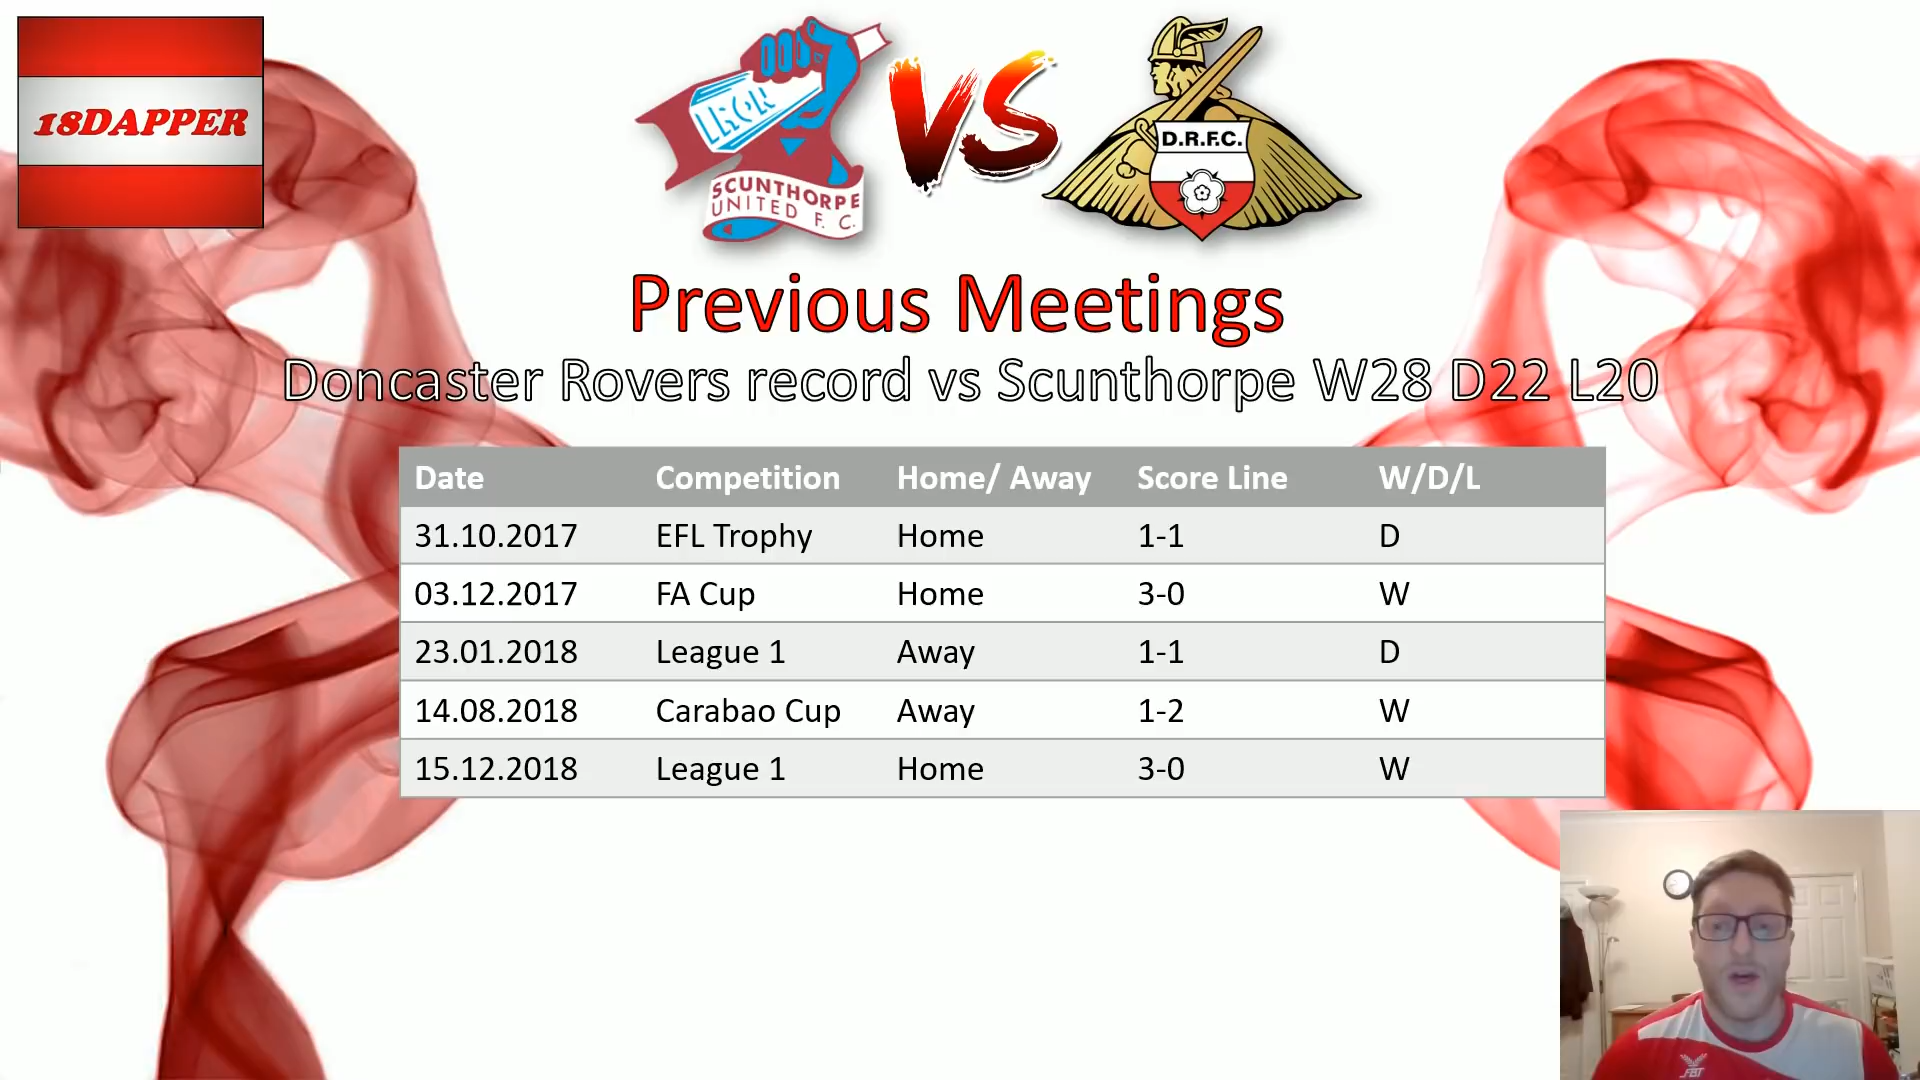 18DAPPER
IRON
SCUNTHORPE
UNITED F. C.
VS
D.R.F.C.
Previous Meetings
Doncaster Rovers record vs Scunthorpe W28 D22 L20
Date Competition Home/ Away Score Line W/D/L
31.10.2017 EFL Trophy Home 1-1 D
03.12.2017 FA Cup Home 3-0 W
23.01.2018 League 1 Away 1-1 D
14.08.2018 Carabao Cup Away 1-2 W
15.12.2018 League 1 Home 3-0 W
FBT